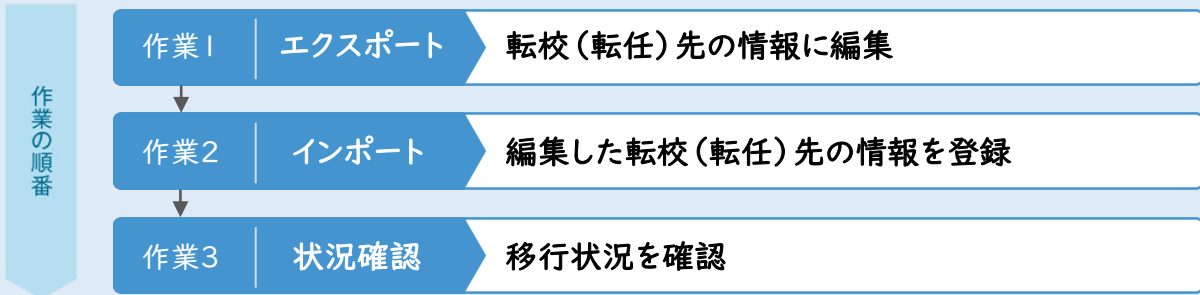 作業の順番
作業1 エクスポート 転校(転任)先の情報に編集
作業2 インポート 編集した転校(転任)先の情報を登録
作業3 状況確認 移行状況を確認